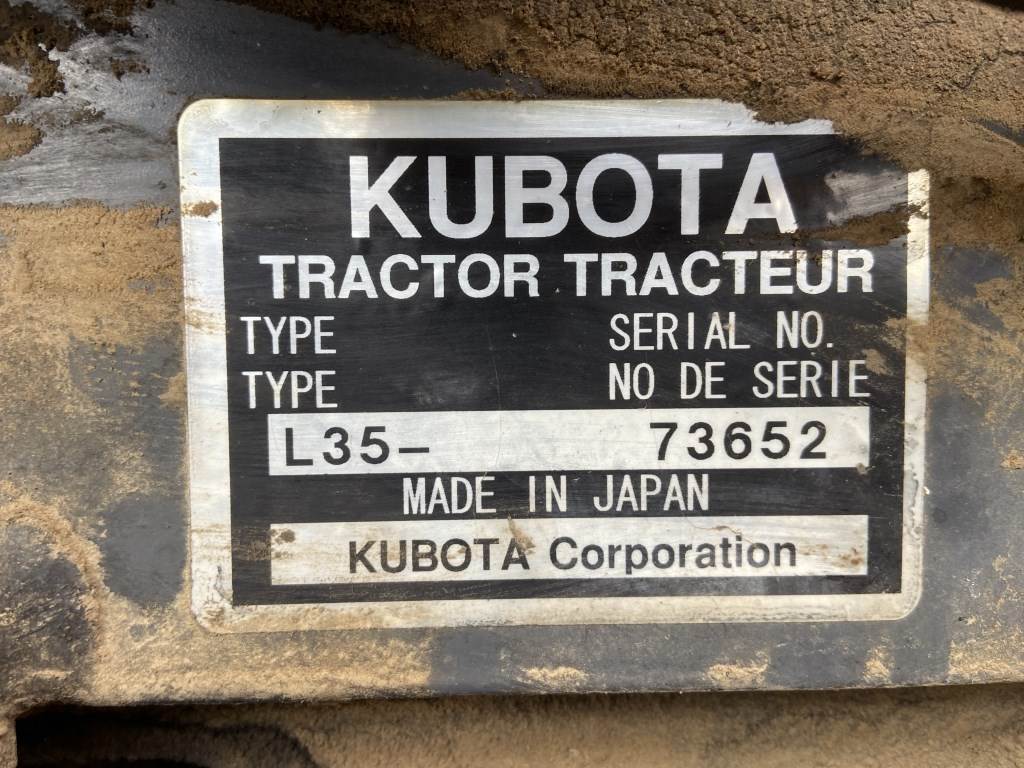 KUBOTA
TRACTOR TRACTEUR
TYPE SERIAL NO.
TYPE NO DE SERIE
L35- 73652
MADE IN JAPAN
KUBOTA Corporation